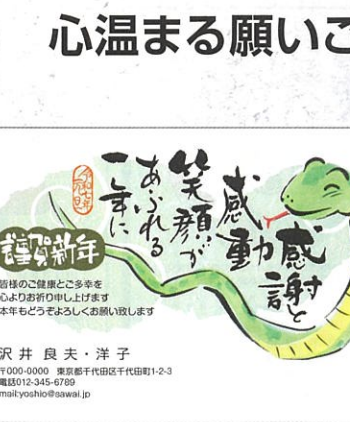 心温まる願いこ
感謝と
感動
笑顔が
あふれる
一年に
謹賀新年
皆様のご健康とご多幸を
心よりお祈り申し上げます
本年もどうぞよろしくお願い致します
沢井 良夫・洋子
〒000-0000 東京都千代田区千代田町1-2-3
電話012-345-6789
mail:yoshio@sawai.jp